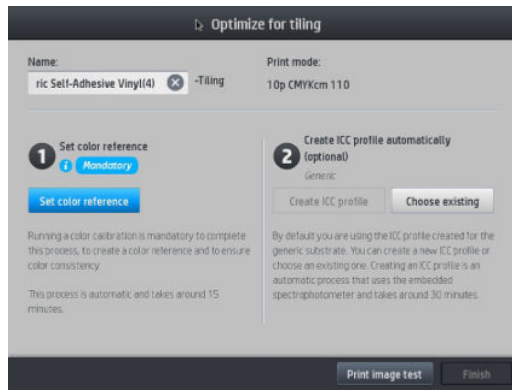 Optimize for tiling
Name:
ric Self-Adhesive Vinyl(4)
-Tiling
Print mode:
10p CMYKcm 110
1
Set color reference
i Mandatory
Set color reference
Running a color calibration is mandatory to complete
this process, to create a color reference and to ensure
color consistency
This process is automatic and takes around 15
minutes.
2
Create ICC profile automatically
(optional)
Generic
Create ICC profile
Choose existing
By default you are using the ICC profile created for the
generic substrate. You can create a new ICC profile or
choose an existing one. Creating an ICC profile is an
automatic process that uses the embedded
spectrophotometer and takes around 30 minutes.
Print image test
Finish